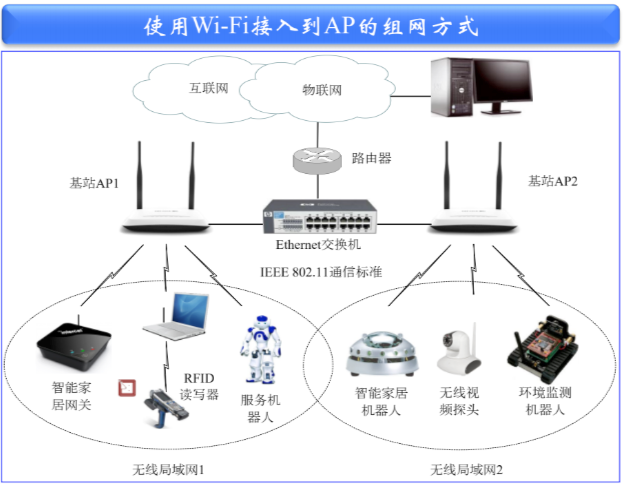 使用Wi-Fi接入到AP的组网方式
互联网
物联网
路由器
基站AP1
基站AP2
Ethernet交换机
IEEE 802.11通信标准
智能家
居网关
RFID
读写器
服务机
器人
智能家居
机器人
无线视
频探头
环境监测
机器人
无线局域网1
无线局域网2